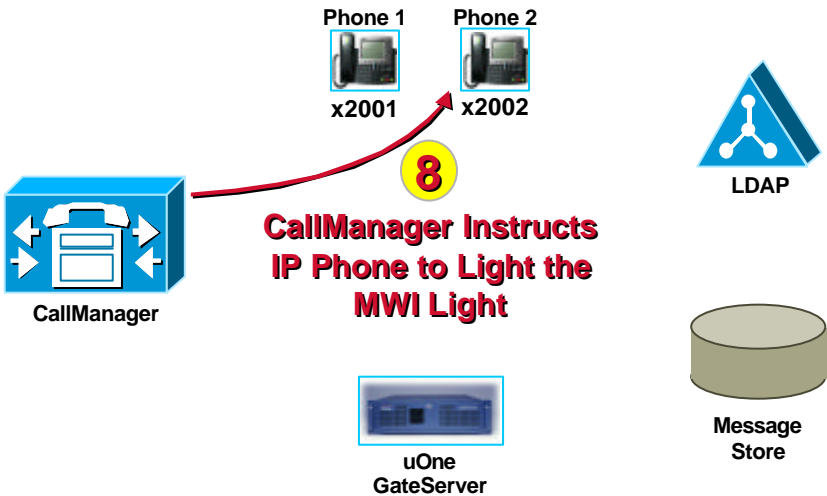 Phone 1
Phone 2
x2001
x2002
8
LDAP
CallManager Instructs
IP Phone to Light the
MWI Light
CallManager
Message
Store
uOne
GateServer